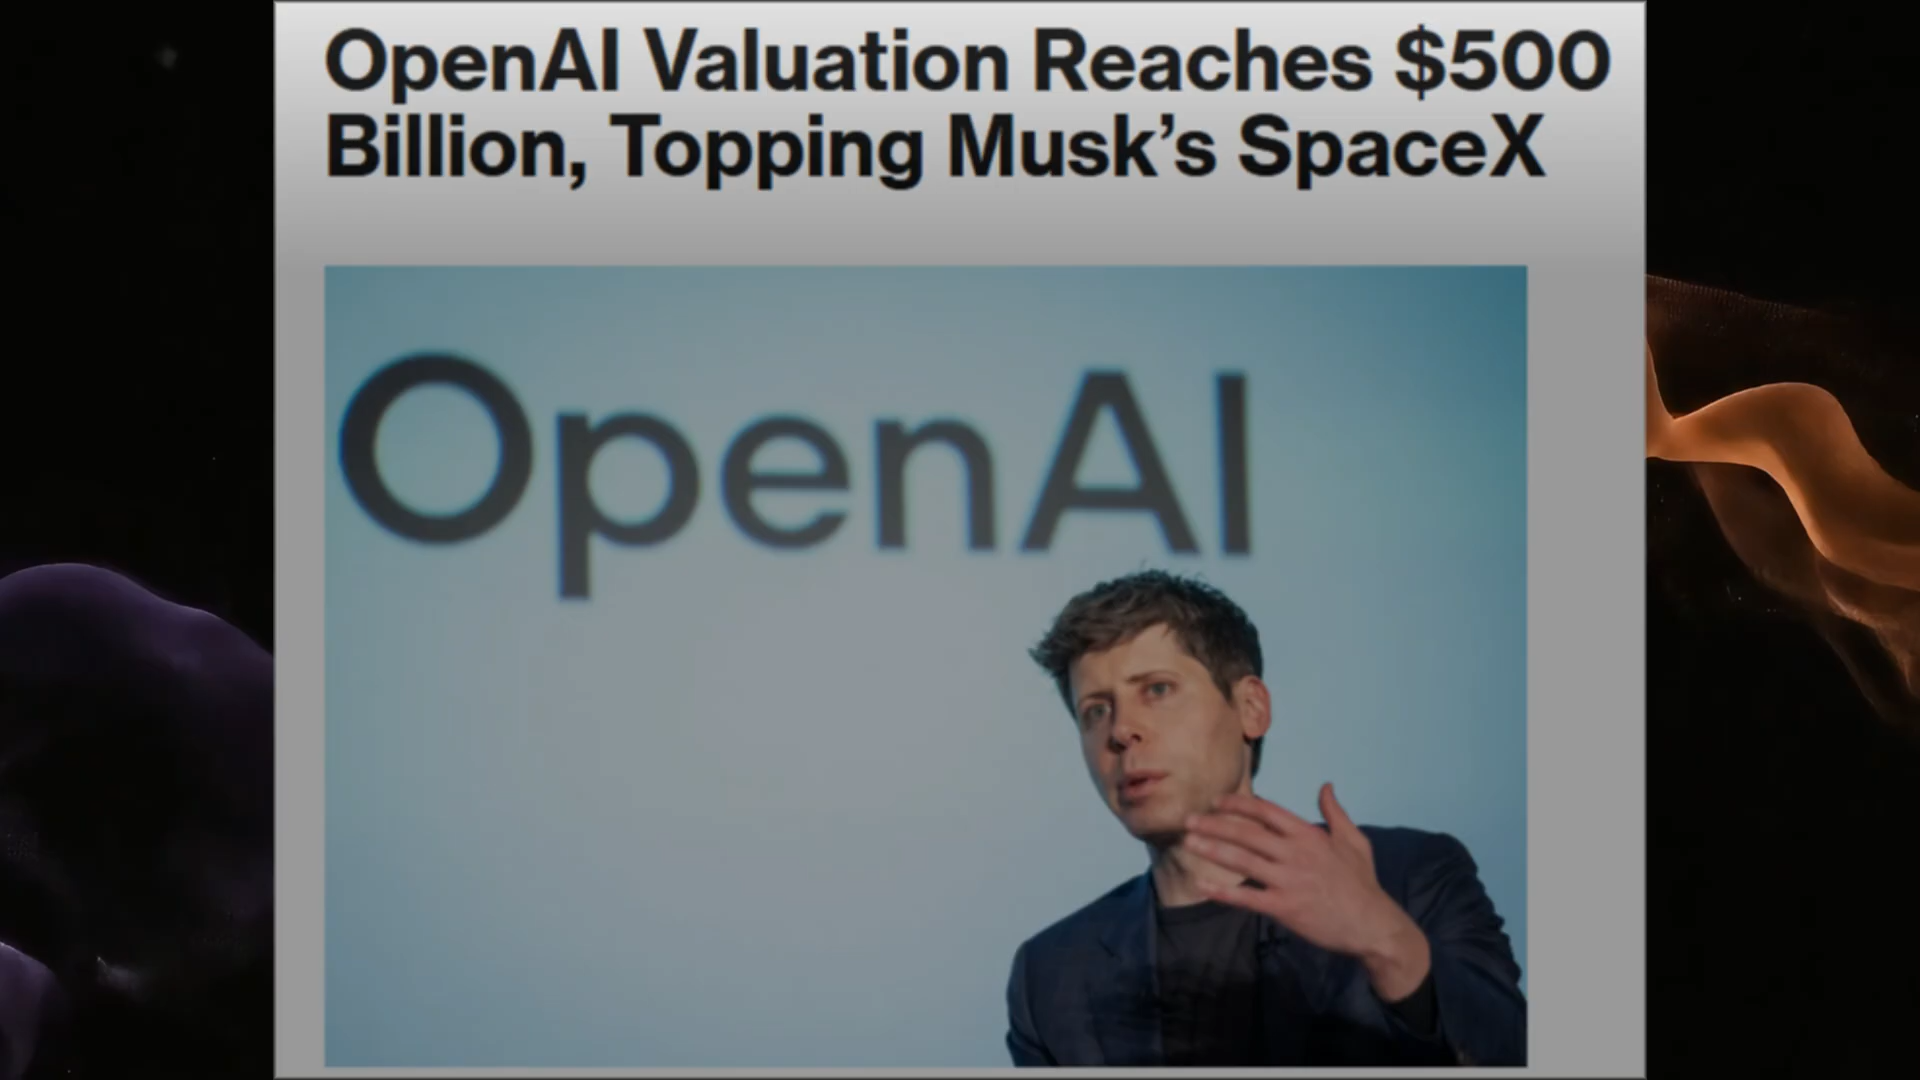 OpenAI Valuation Reaches $500
Billion, Topping Musk’s SpaceX
OpenAI